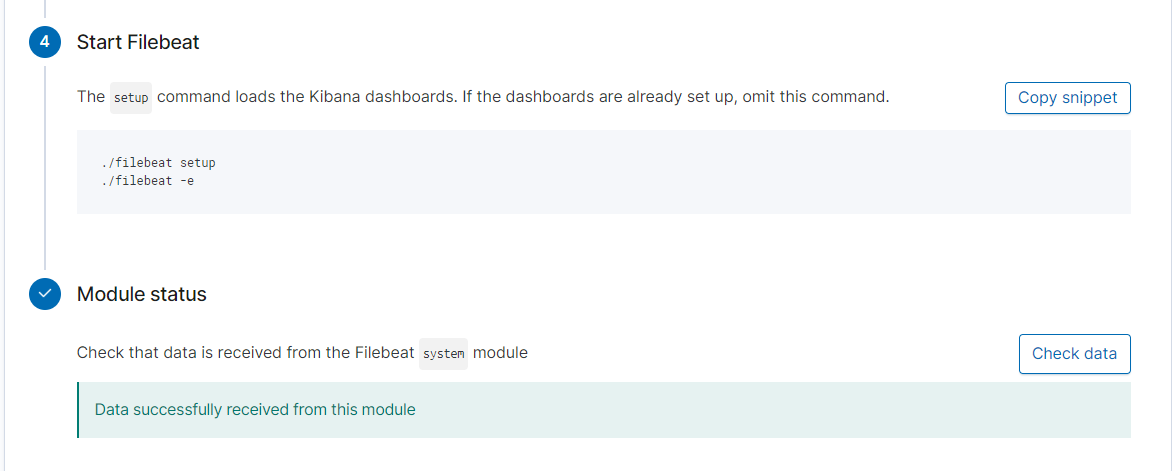 4 Start Filebeat
The setup command loads the Kibana dashboards. If the dashboards are already set up, omit this command.
Copy snippet
./filebeat setup
./filebeat -e
Module status
Check that data is received from the Filebeat system module
Check data
Data successfully received from this module